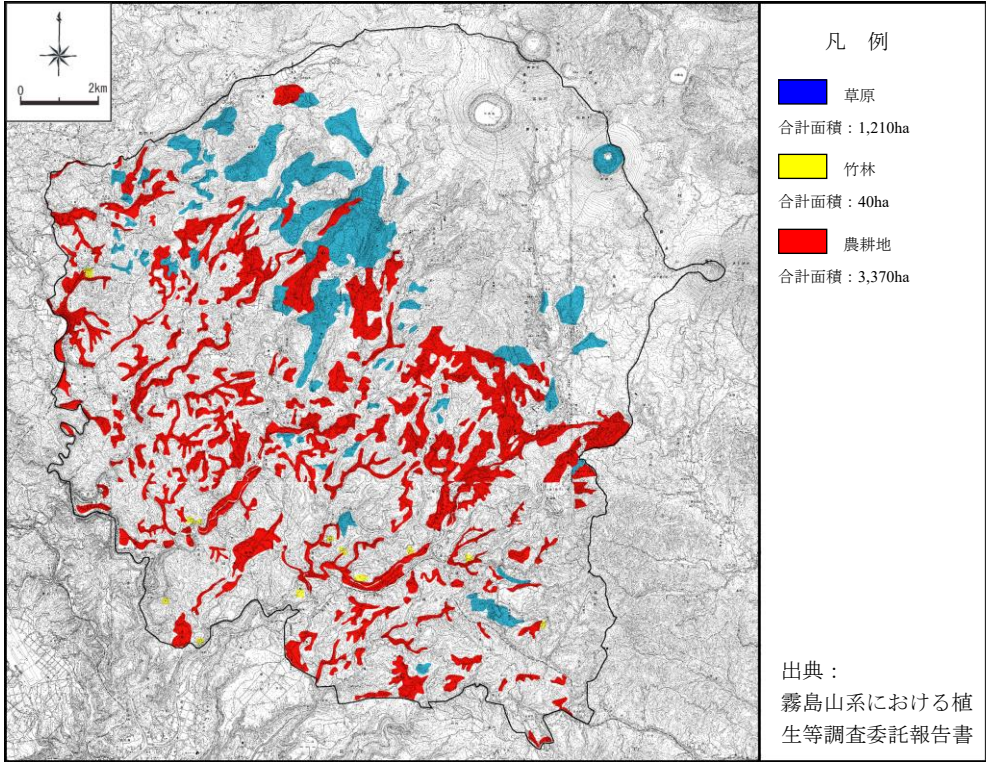 0
2km
凡 例
草原
合計面積：1,210ha
竹林
合計面積：40ha
農耕地
合計面積：3,370ha
出典：
霧島山系における植
生等調査委託報告書